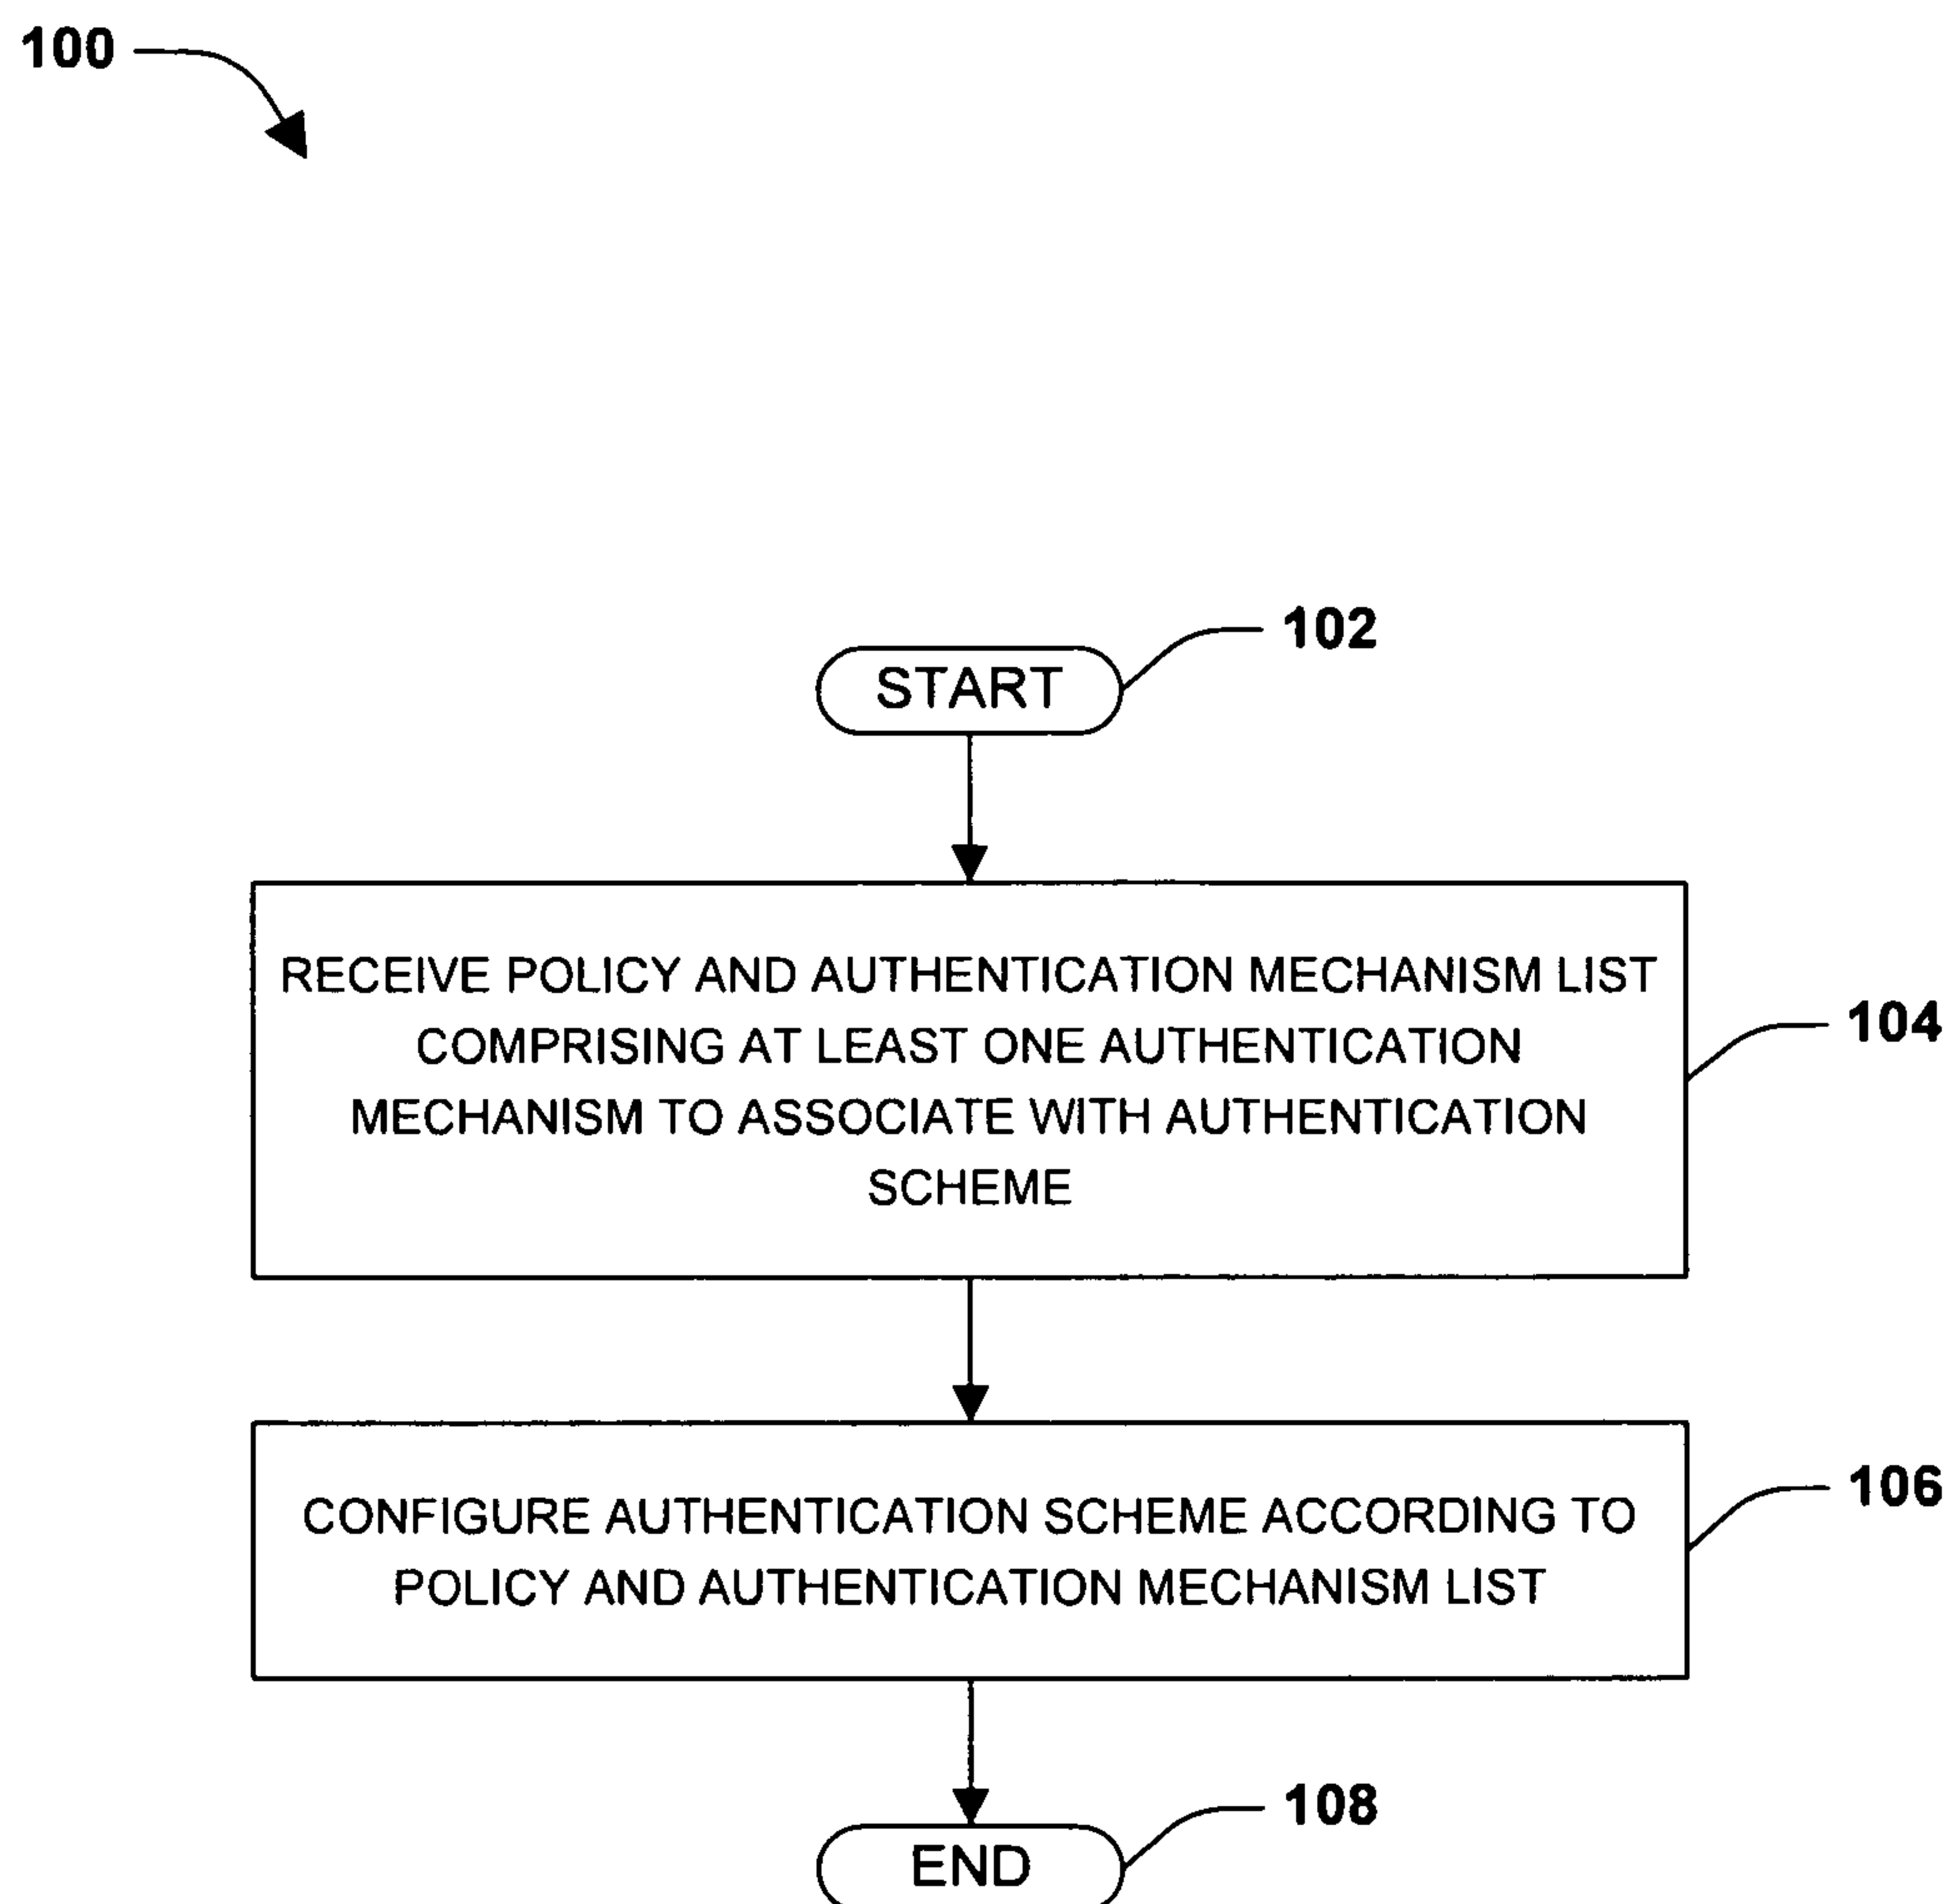 100
102
START
RECEIVE POLICY AND AUTHENTICATION MECHANISM LIST
COMPRISING AT LEAST ONE AUTHENTICATION
MECHANISM TO ASSOCIATE WITH AUTHENTICATION
SCHEME
104
CONFIGURE AUTHENTICATION SCHEME ACCORDING TO
POLICY AND AUTHENTICATION MECHANISM LIST
106
108
END